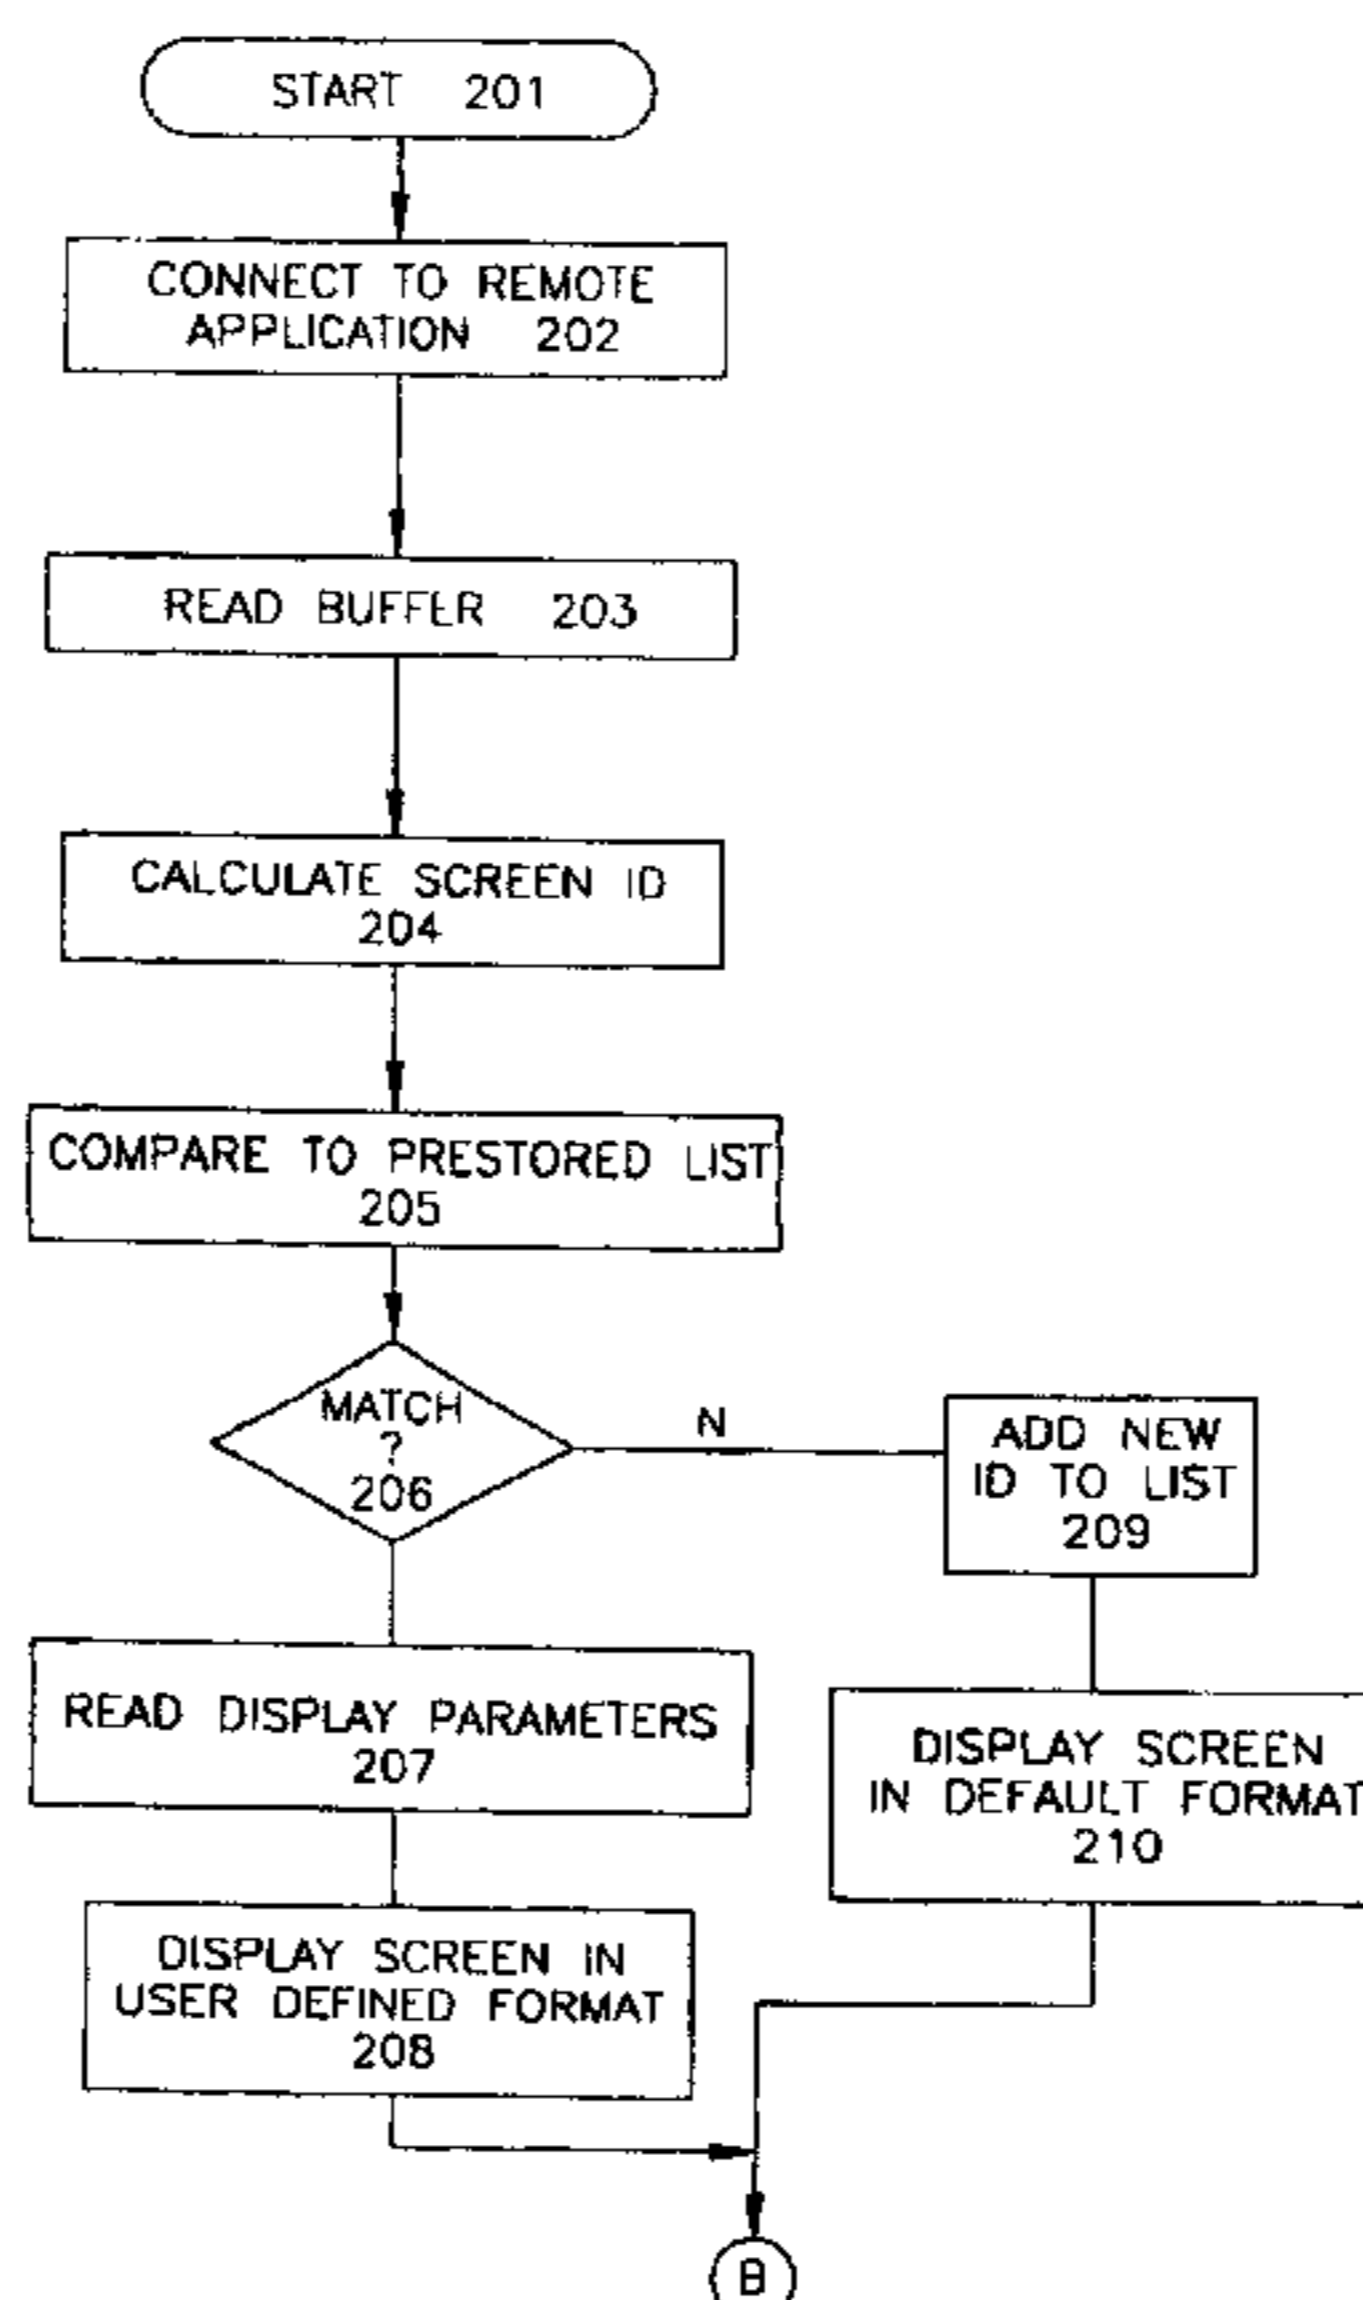 START 201
CONNECT TO REMOTE
APPLICATION 202
READ BUFFER 203
CALCULATE SCREEN ID
204
COMPARE TO PRESTORED LIST
205
MATCH
?
206
N
ADD NEW
ID TO LIST
209
READ DISPLAY PARAMETERS
207
DISPLAY SCREEN
IN DEFAULT FORMAT
210
DISPLAY SCREEN IN
USER DEFINED FORMAT
208
B